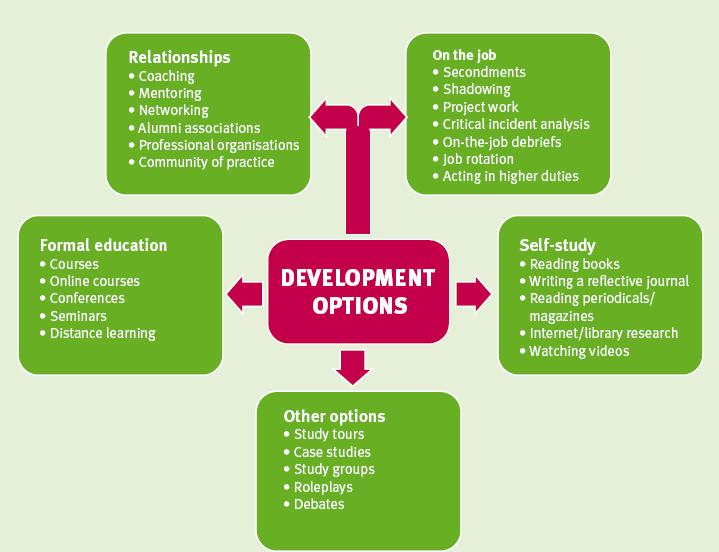 Relationships
• Coaching
• Mentoring
• Networking
• Alumni associations
• Professional organisations
• Community of practice
On the job
• Secondments
• Shadowing
• Project work
• Critical incident analysis
• On-the-job debriefs
• Job rotation
• Acting in higher duties
Formal education
• Courses
• Online courses
• Conferences
• Seminars
• Distance learning
DEVELOPMENT
OPTIONS
Self-study
• Reading books
• Writing a reflective journal
• Reading periodicals/
magazines
• Internet/library research
• Watching videos
Other options
• Study tours
• Case studies
• Study groups
• Roleplays
• Debates